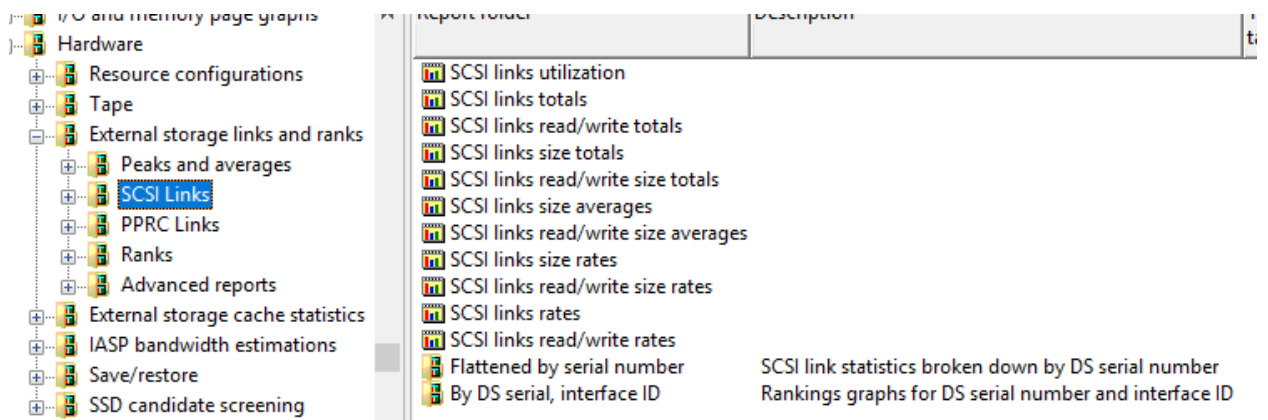 I/O and memory page graphs
Hardware
Resource configurations
Tape
External storage links and ranks
Peaks and averages
SCSI Links
PPRC Links
Ranks
Advanced reports
External storage cache statistics
IASP bandwidth estimations
Save/restore
SSD candidate screening
Report folder Description
SCSI links utilization
SCSI links totals
SCSI links read/write totals
SCSI links size totals
SCSI links read/write size totals
SCSI links size averages
SCSI links read/write size averages
SCSI links size rates
SCSI links read/write size rates
SCSI links rates
SCSI links read/write rates
Flattened by serial number SCSI link statistics broken down by DS serial number
By DS serial, interface ID Rankings graphs for DS serial number and interface ID